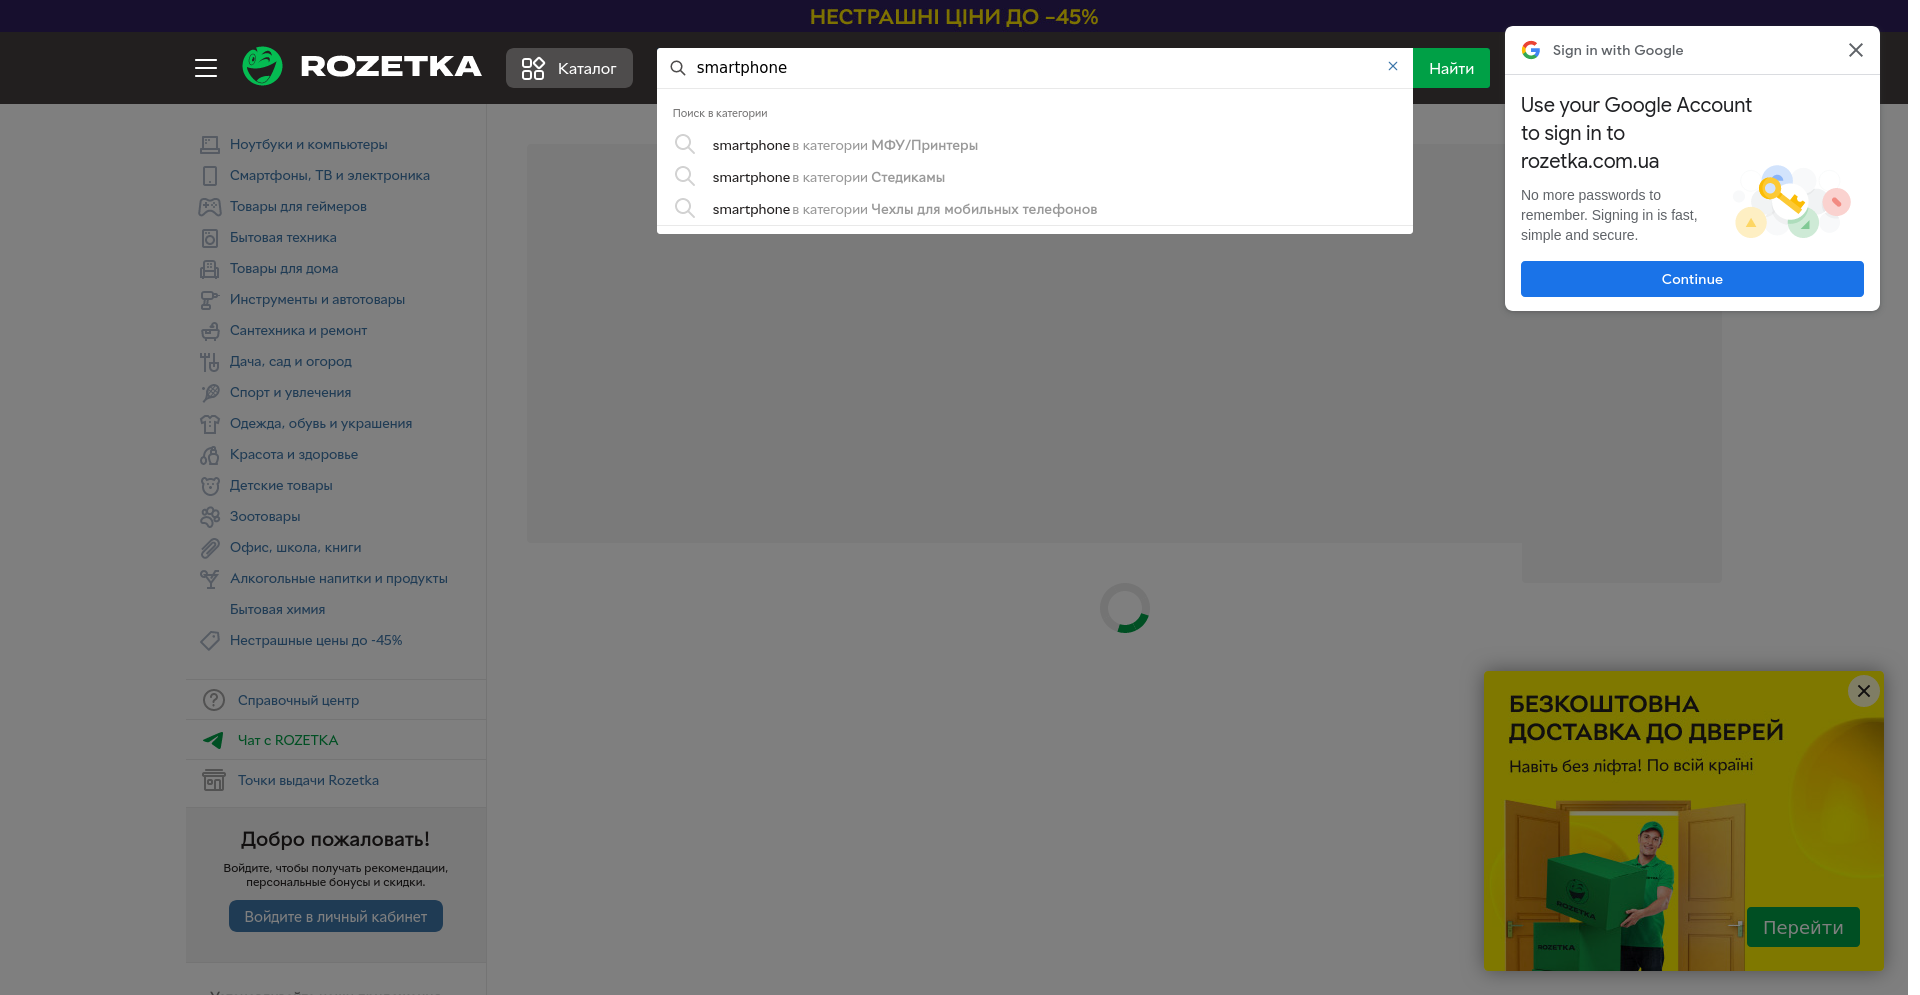 НЕСТРАШНІ ЦІНИ ДО –45%
ROZETKA
Каталог
smartphone
Найти
Поиск в категории
smartphone в категории МФУ/Принтеры
smartphone в категории Стедикамы
smartphone в категории Чехлы для мобильных телефонов
Sign in with Google
Use your Google Account
to sign in to
rozetka.com.ua
No more passwords to
remember. Signing in is fast,
simple and secure.
Continue
Ноутбуки и компьютеры
Смартфоны, ТВ и электроника
Товары для геймеров
Бытовая техника
Товары для дома
Инструменты и автотовары
Сантехника и ремонт
Дача, сад и огород
Спорт и увлечения
Одежда, обувь и украшения
Красота и здоровье
Детские товары
Зоотовары
Офис, школа, книги
Алкогольные напитки и продукты
Бытовая химия
Нестрашные цены до -45%
Справочный центр
Чат с ROZETKA
Точки выдачи Rozetka
Добро пожаловать!
Войдите, чтобы получать рекомендации,
персональные бонусы и скидки.
Войдите в личный кабинет
БЕЗКОШТОВНА
ДОСТАВКА ДО ДВЕРЕЙ
Навіть без ліфта! По всій країні
ROZETKA
ROZETKA
Перейти